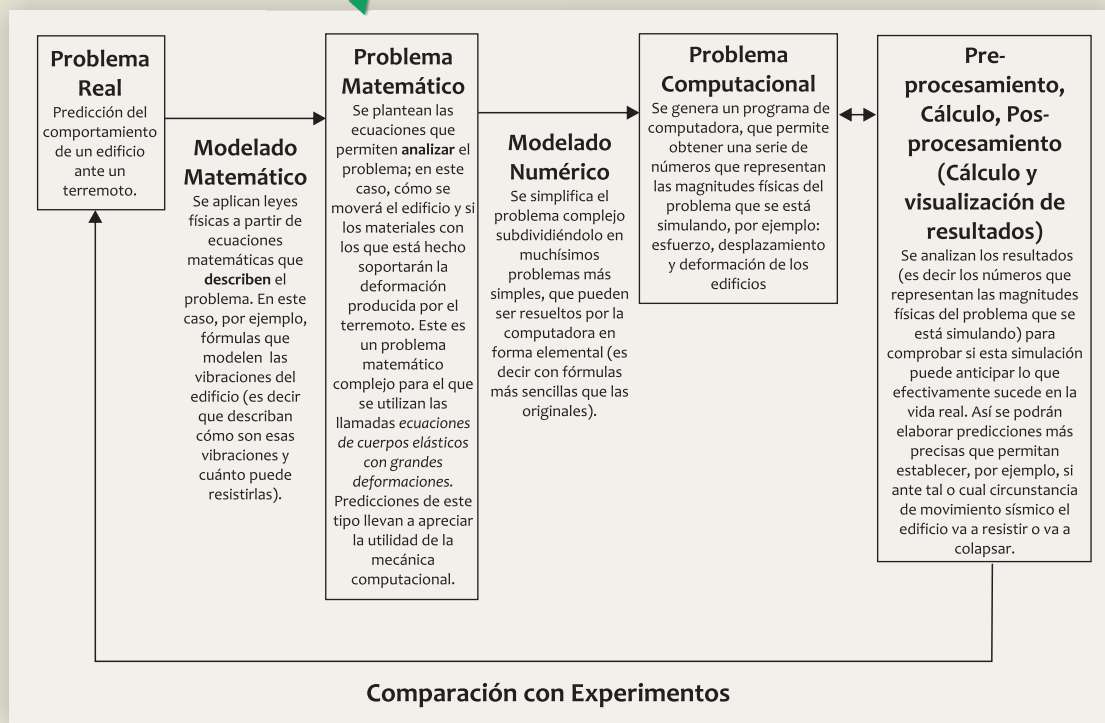 Problema
Real
Predicción del
comportamiento
de un edificio
ante un
terremoto.
Modelado
Matemático
Se aplican leyes
físicas a partir de
ecuaciones
matemáticas que
describen el
problema. En este
caso, por ejemplo,
fórmulas que
modelen las
vibraciones del
edificio (es decir
que describan
cómo son esas
vibraciones y
cuánto puede
resistirlas).
Problema
Matemático
Se plantean las
ecuaciones que
permiten analizar el
problema; en este
caso, cómo se
moverá el edificio y si
los materiales con
los que está hecho
soportarán la
deformación
producida por el
terremoto. Este es
un problema
matemático
complejo para el que
se utilizan las
llamadas ecuaciones
de cuerpos elásticos
con grandes
deformaciones.
Predicciones de este
tipo llevan a apreciar
la utilidad de la
mecánica
computacional.
Modelado
Numérico
Se simplifica el
problema complejo
subdividiéndolo en
muchísimos
problemas más
simples, que pueden
ser resueltos por la
computadora en
forma elemental (es
decir con fórmulas
más sencillas que las
originales).
Problema
Computacional
Se genera un programa de
computadora, que permite
obtener una serie de
números que representan
las magnitudes físicas del
problema que se está
simulando, por ejemplo:
esfuerzo, desplazamiento
y deformación de los
edificios
Pre-
procesamiento,
Cálculo, Pos-
procesamiento
(Cálculo y
visualización de
resultados)
Se analizan los resultados
(es decir los números que
representan las magnitudes
físicas del problema que se
está simulando) para
comprobar si esta simulación
puede anticipar lo que
efectivamente sucede en la
vida real. Así se podrán
elaborar predicciones más
precisas que permitan
establecer, por ejemplo, si
ante tal o cual circunstancia
de movimiento sísmico el
edificio va a resistir o va a
colapsar.
Comparación con Experimentos